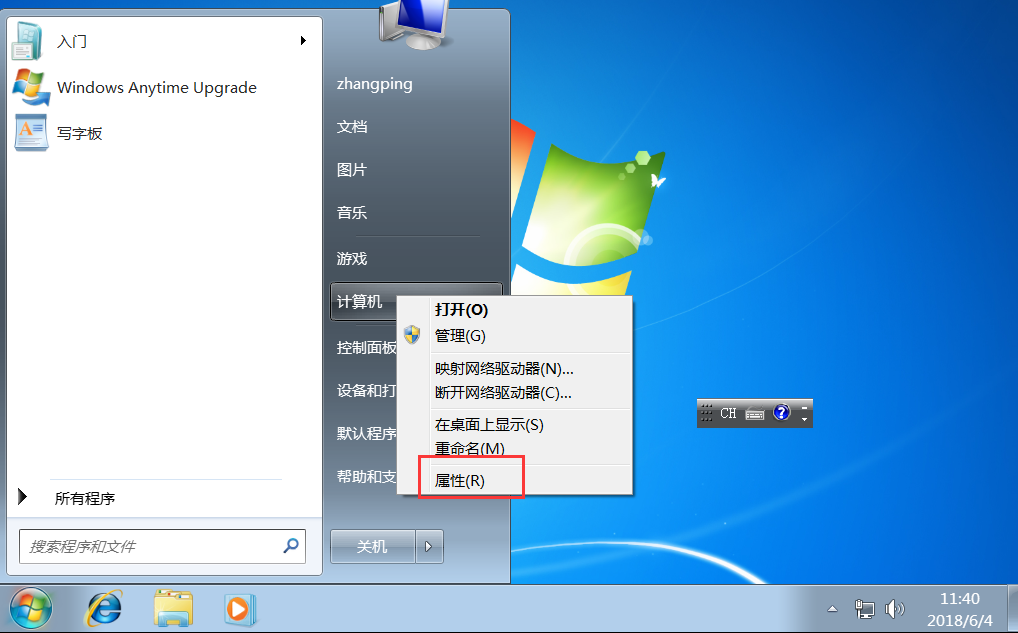 入门
Windows Anytime Upgrade
写字板
所有程序
搜索程序和文件
zhangping
文档
图片
音乐
游戏
计算机
控制面板
设备和打
默认程序
帮助和支
关机
打开(O)
管理(G)
映射网络驱动器(N)...
断开网络驱动器(C)...
在桌面上显示(S)
重命名(M)
属性(R)
CH
11:40
2018/6/4